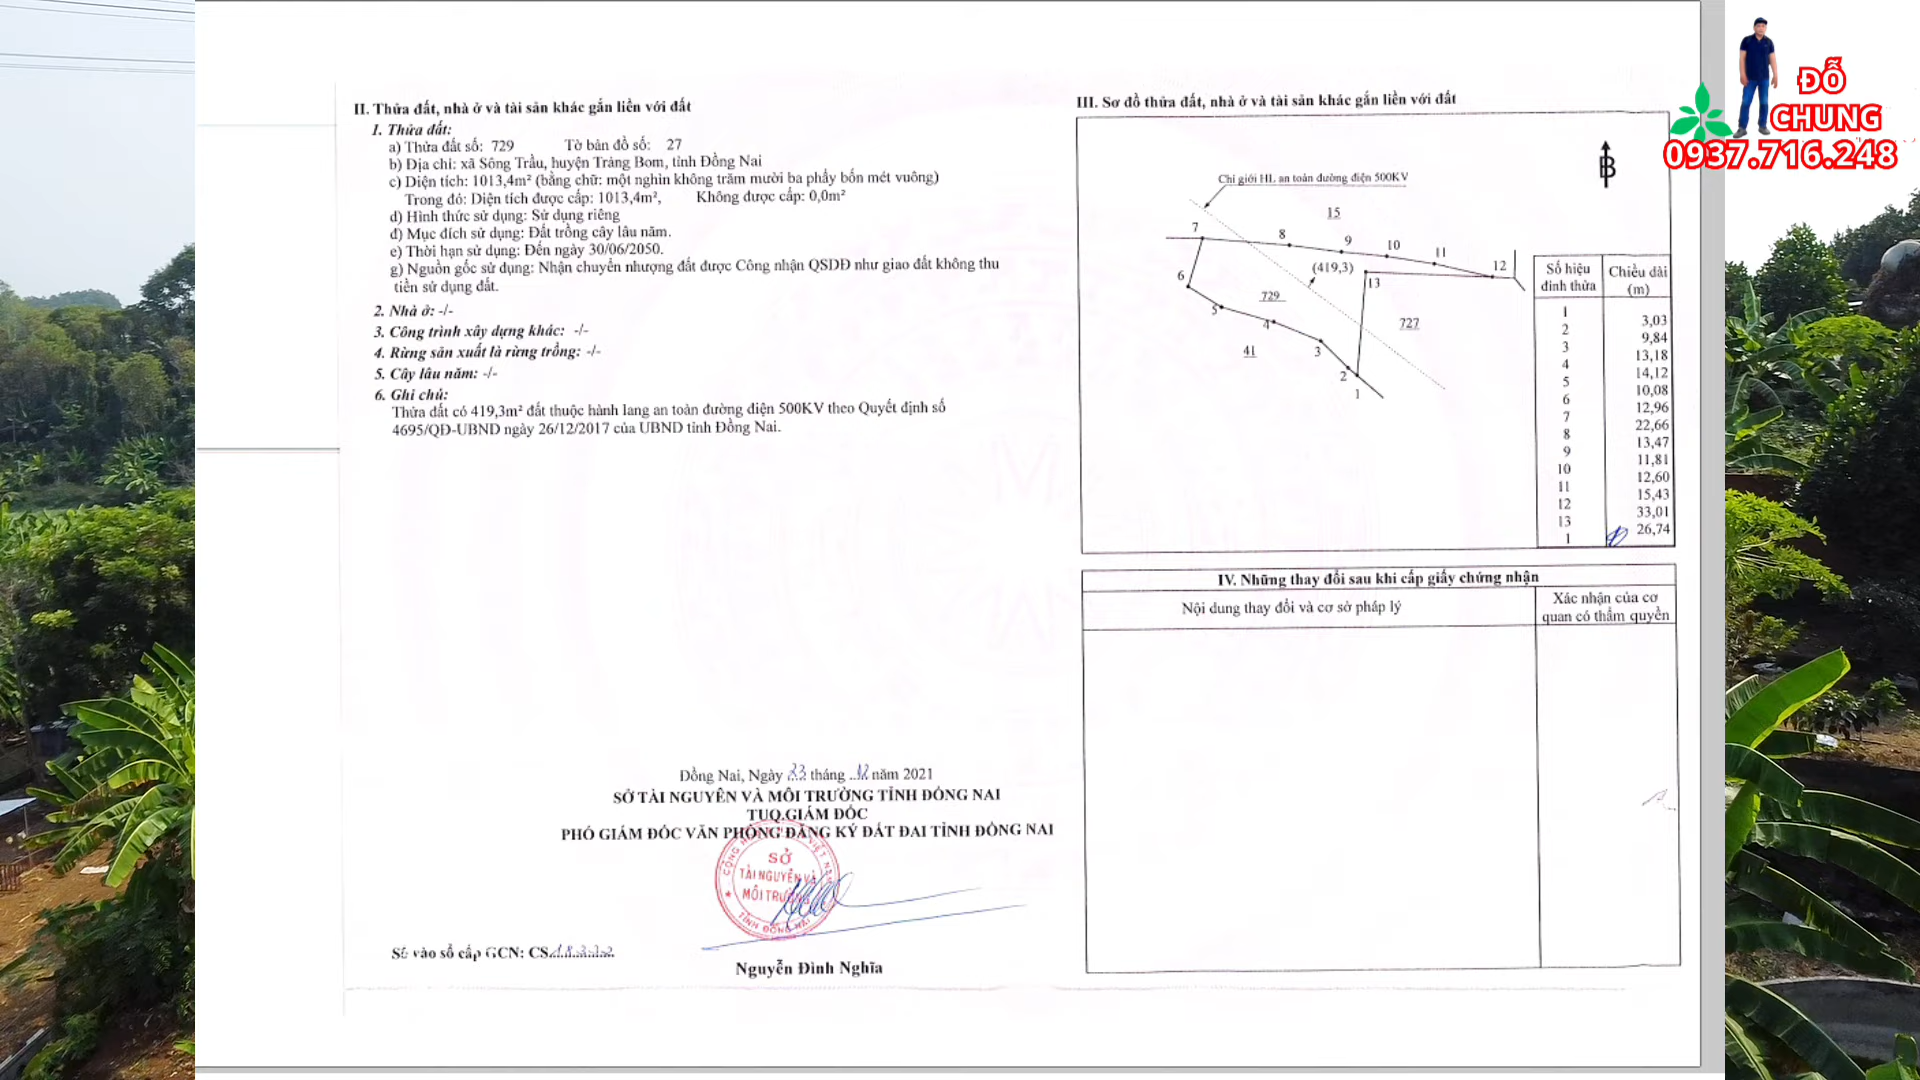 II. Thửa đất, nhà ở và tài sản khác gắn liền với đất
1. Thửa đất:
a) Thửa đất số: 729 Tờ bản đồ số: 27
b) Địa chỉ: xã Sông Trầu, huyện Trảng Bom, tỉnh Đồng Nai
c) Diện tích: 1013,4m² (bằng chữ: một nghìn không trăm mười ba phẩy bốn mét vuông)
Trong đó: Diện tích được cấp: 1013,4m², Không được cấp: 0,0m²
d) Hình thức sử dụng: Sử dụng riêng
đ) Mục đích sử dụng: Đất trồng cây lâu năm.
e) Thời hạn sử dụng: Đến ngày 30/06/2050.
g) Nguồn gốc sử dụng: Nhận chuyển nhượng đất được Công nhận QSDĐ như giao đất không thu
tiền sử dụng đất.
2. Nhà ở: -/-
3. Công trình xây dựng khác: -/-
4. Rừng sản xuất là rừng trồng: -/-
5. Cây lâu năm: -/-
6. Ghi chú:
Thửa đất có 419,3m² đất thuộc hành lang an toàn đường điện 500KV theo Quyết định số
4695/QĐ-UBND ngày 26/12/2017 của UBND tỉnh Đồng Nai.
Đồng Nai, Ngày 23 tháng 12 năm 2021
SỞ TÀI NGUYÊN VÀ MÔI TRƯỜNG TỈNH ĐỒNG NAI
TUQ.GIÁM ĐỐC
PHÓ GIÁM ĐỐC VĂN PHÒNG ĐĂNG KÝ ĐẤT ĐAI TỈNH ĐỒNG NAI
SỞ
TÀI NGUYÊN VÀ
MÔI TRƯỜNG
TỈNH ĐỒNG NAI
Nguyễn Đình Nghĩa
Số vào sổ cấp GCN: CS
III. Sơ đồ thửa đất, nhà ở và tài sản khác gắn liền với đất
B
Chỉ giới HL an toàn đường điện 500KV
15
7
8
9
10
11
12
(419,3)
13
6
729
5
4
727
41
3
2
1
Số hiệu đỉnh thửa Chiều dài (m)
1
3,03
2
9,84
3
13,18
4
14,12
5
10,08
6
12,96
7
22,66
8
13,47
9
11,81
10
12,60
11
15,43
12
33,01
13
26,74
1
IV. Những thay đổi sau khi cấp giấy chứng nhận
Nội dung thay đổi và cơ sở pháp lý
Xác nhận của cơ
quan có thẩm quyền
ĐỖ
CHUNG
0937.716.248